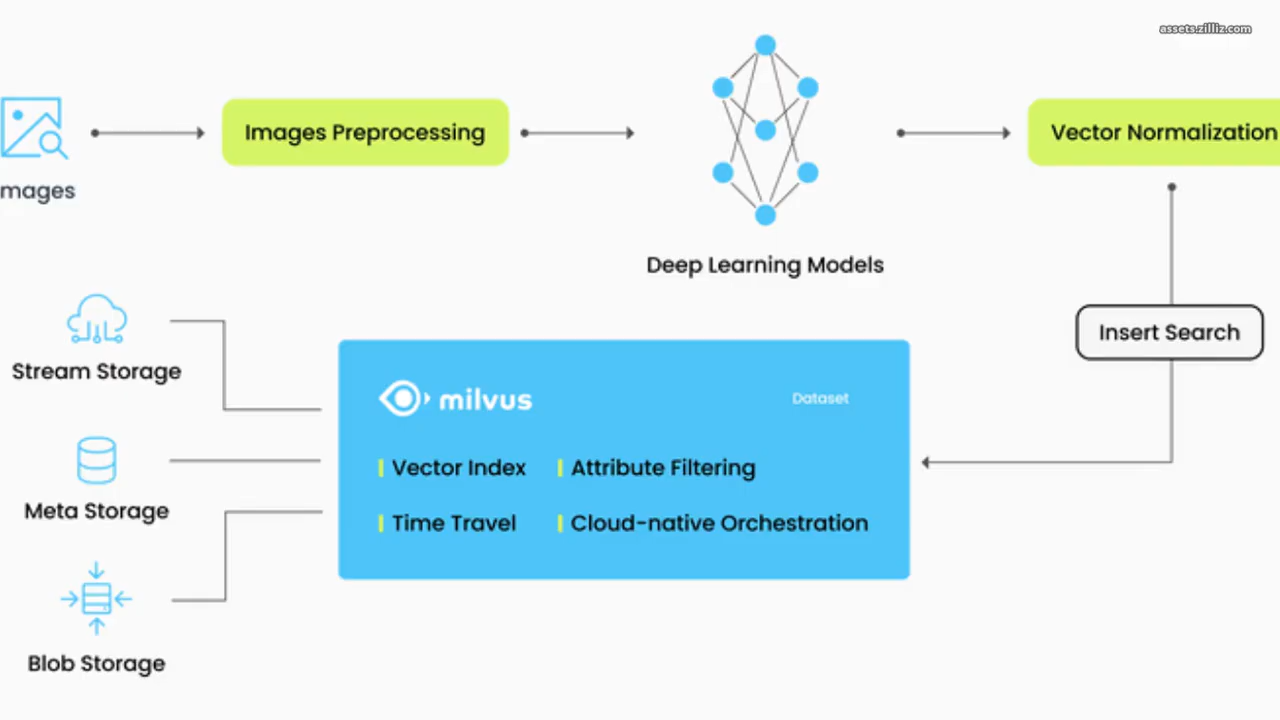 assets.zilliz.com
Images Preprocessing
Vector Normalization
mages
Deep Learning Models
Insert Search
Stream Storage
milvus
Dataset
Vector Index
Attribute Filtering
Meta Storage
Time Travel
Cloud-native Orchestration
Blob Storage